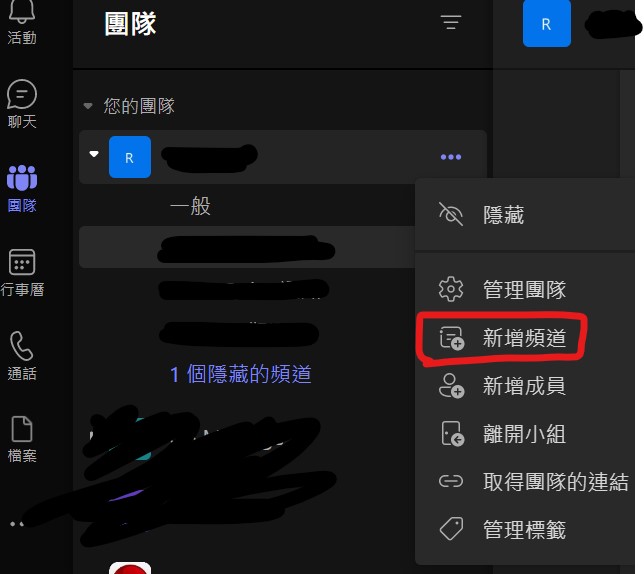 活動
聊天
團隊
行事曆
通話
檔案
團隊
您的團隊
R
一般
1 個隱藏的頻道
R
隱藏
管理團隊
新增頻道
新增成員
離開小組
取得團隊的連結
管理標籤